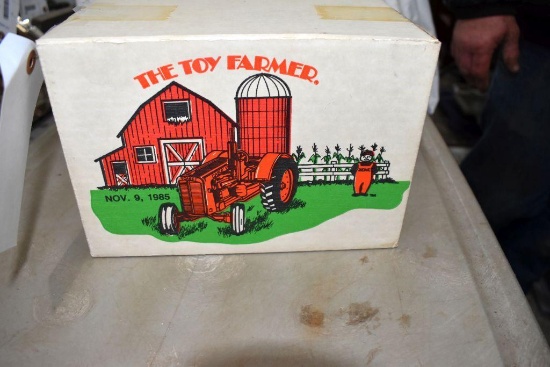 THE TOY FARMER.
NOV. 9, 1985